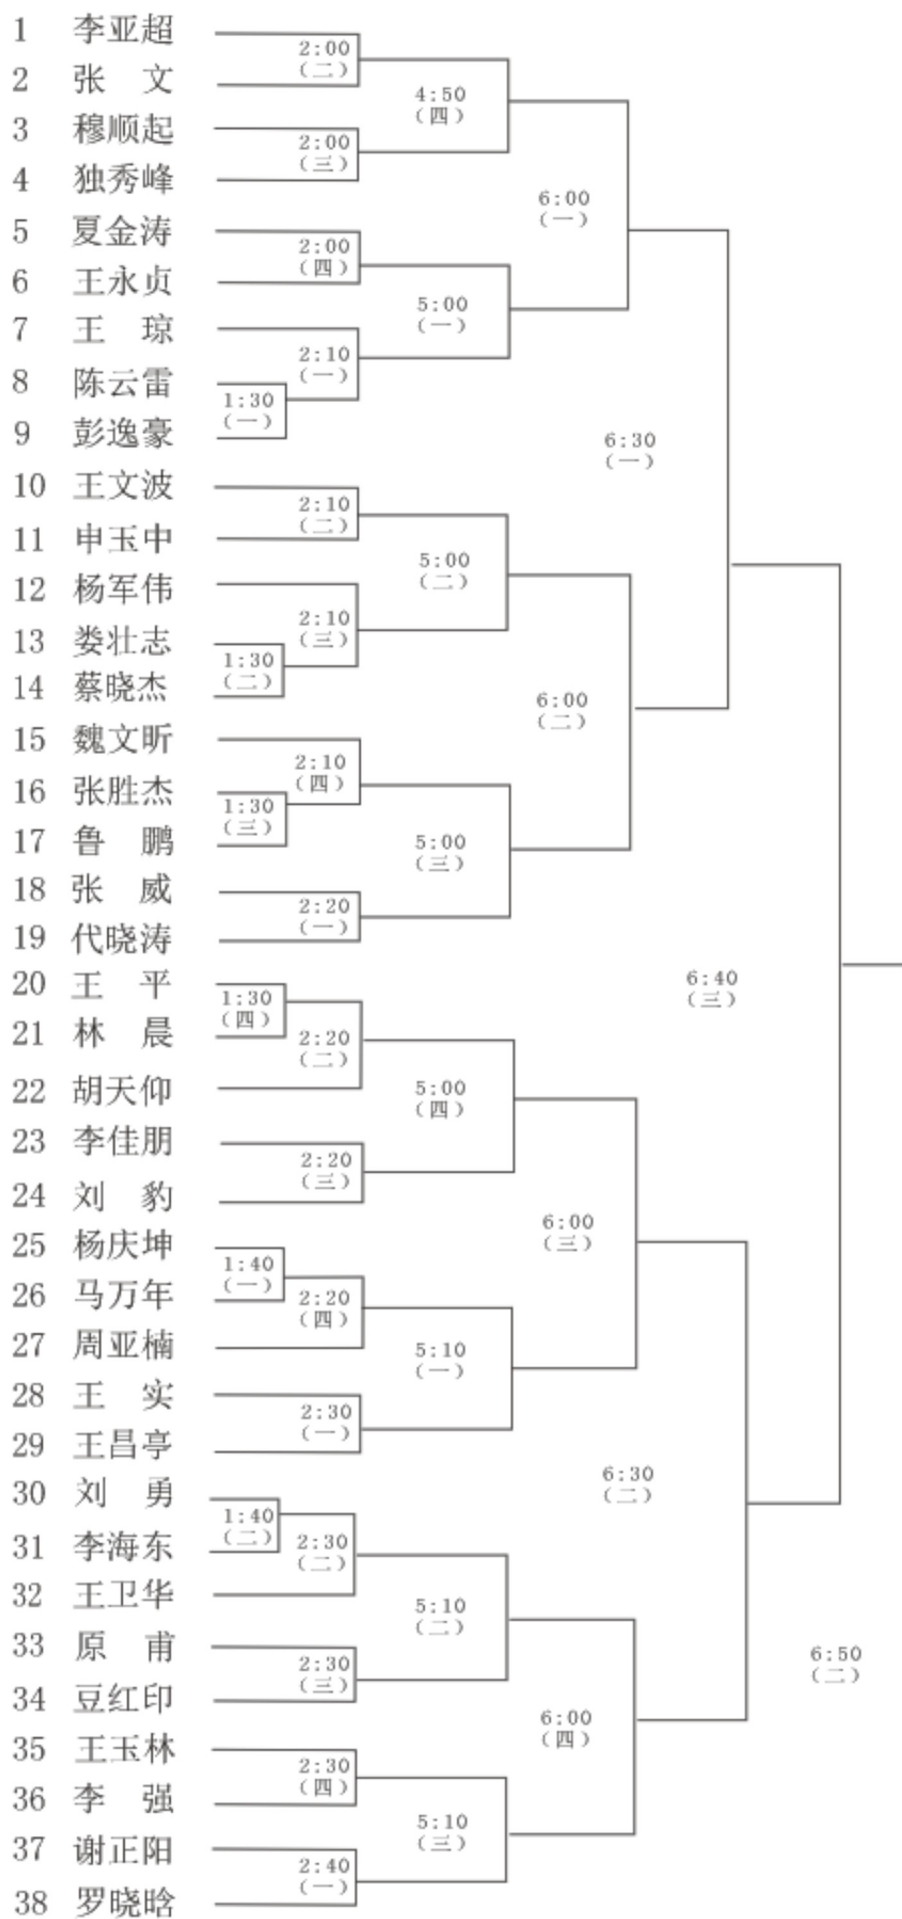 1 李亚超
2:00
(二)
2 张 文
4:50
(四)
3 穆顺起
2:00
(三)
4 独秀峰
6:00
(一)
5 夏金涛
2:00
(四)
6 王永贞
5:00
(一)
7 王 琼
2:10
(一)
8 陈云雷
1:30
(一)
9 彭逸豪
6:30
(一)
10 王文波
2:10
(二)
11 申玉中
5:00
(二)
12 杨军伟
2:10
(三)
13 娄壮志
1:30
(二)
14 蔡晓杰
6:00
(二)
15 魏文昕
2:10
(四)
16 张胜杰
1:30
(三)
17 鲁 鹏
5:00
(三)
18 张 威
2:20
(一)
19 代晓涛
6:40
(三)
20 王 平
1:30
(四)
21 林 晨
2:20
(二)
22 胡天仰
5:00
(四)
23 李佳朋
2:20
(三)
24 刘 豹
6:00
(三)
25 杨庆坤
1:40
(一)
26 马万年
2:20
(四)
27 周亚楠
5:10
(一)
28 王 实
2:30
(一)
29 王昌亭
6:30
(二)
30 刘 勇
1:40
(二)
31 李海东
2:30
(二)
32 王卫华
5:10
(二)
33 原 甫
2:30
(三)
6:50
(二)
34 豆红印
6:00
(四)
35 王玉林
2:30
(四)
36 李 强
5:10
(三)
37 谢正阳
2:40
(一)
38 罗晓晗